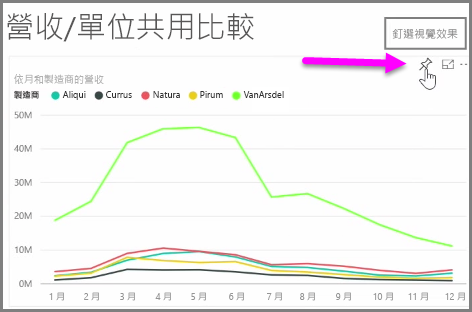 營收/單位共用比較
釘選視覺效果
依月和製造商的營收
製造商 Aliqui Currus Natura Pirum VanArsdel
50M
40M
30M
20M
10M
0M
1 月 2 月 3 月 4 月 5 月 6 月 7 月 8 月 9 月 10 月 11 月 12 月